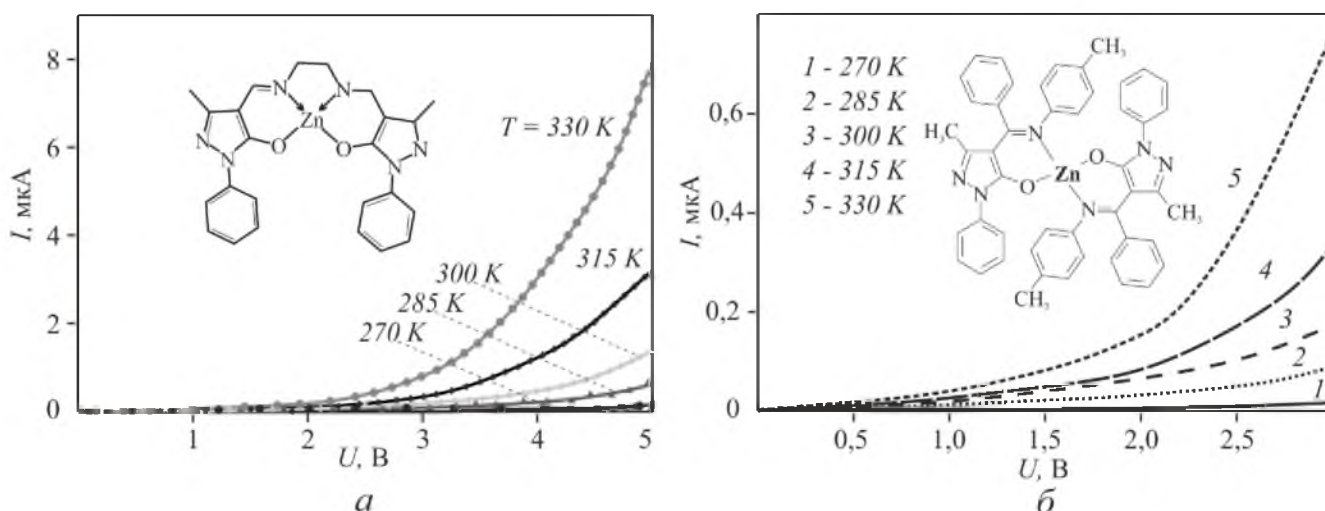 8
6
4
2
0
I, мкА
1
2
3
4
5
U, В
T = 330 K
315 K
300 K
285 K
270 K
N
N
Zn
O
O
N
N
N
N
а
0,6
0,4
0,2
0
I, мкА
0,5
1,0
1,5
2,0
2,5
U, В
1 - 270 K
2 - 285 K
3 - 300 K
4 - 315 K
5 - 330 K
CH₃
H₃C
N
N
N
O
Zn
O
N
N
N
CH₃
CH₃
5
4
3
2
1
б